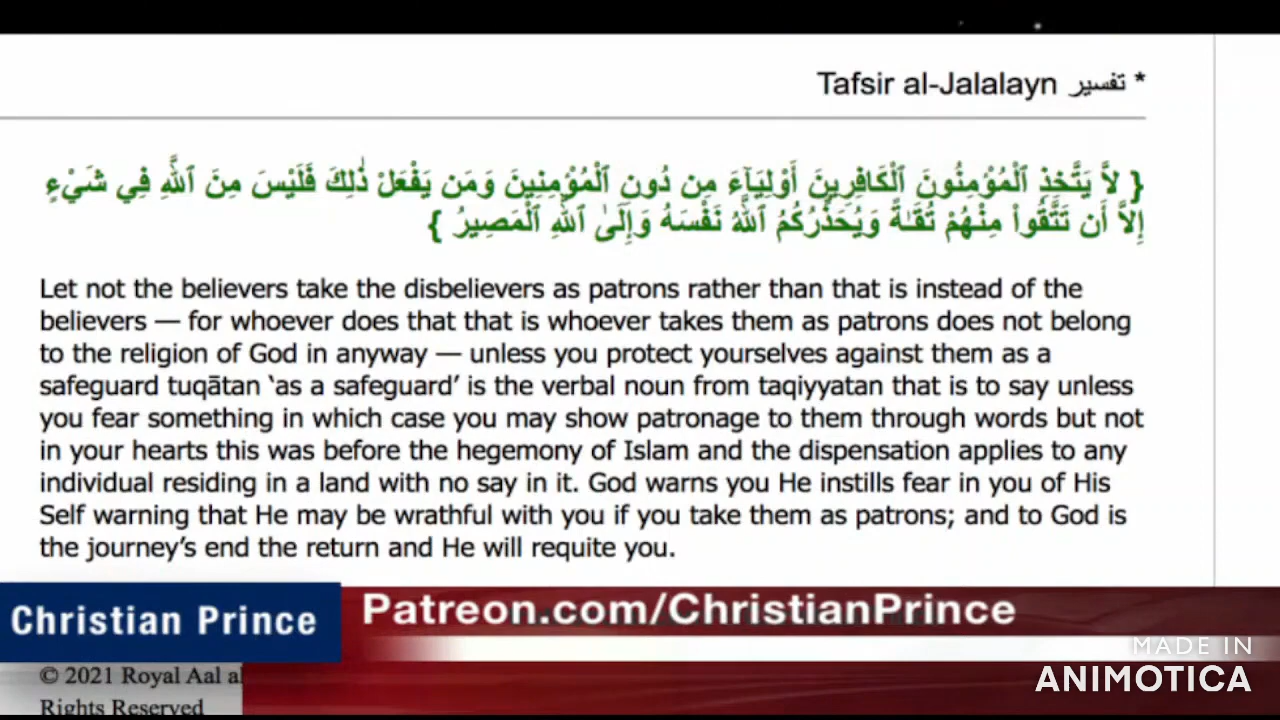 * تفسير Tafsir al-Jalalayn
{ لاَّ يَتَّخِذِ ٱلْمُؤْمِنُونَ ٱلْكَافِرِينَ أَوْلِيَآءَ مِن دُونِ ٱلْمُؤْمِنِينَ وَمَن يَفْعَلْ ذٰلِكَ فَلَيْسَ مِنَ ٱللَّهِ فِي شَيْءٍ
إِلاَّ أَن تَتَّقُواْ مِنْهُمْ تُقَـٰةً وَيُحَذِّرُكُمُ ٱللَّهُ نَفْسَهُ وَإِلَىٰ ٱللَّهِ ٱلْمَصِيرُ }
Let not the believers take the disbelievers as patrons rather than that is instead of the
believers — for whoever does that that is whoever takes them as patrons does not belong
to the religion of God in anyway — unless you protect yourselves against them as a
safeguard tuqātan ‘as a safeguard’ is the verbal noun from taqiyyatan that is to say unless
you fear something in which case you may show patronage to them through words but not
in your hearts this was before the hegemony of Islam and the dispensation applies to any
individual residing in a land with no say in it. God warns you He instills fear in you of His
Self warning that He may be wrathful with you if you take them as patrons; and to God is
the journey’s end the return and He will requite you.
Christian Prince
Patreon.com/ChristianPrince
MADE IN
ANIMOTICA
© 2021 Royal Aal al
Rights Reserved